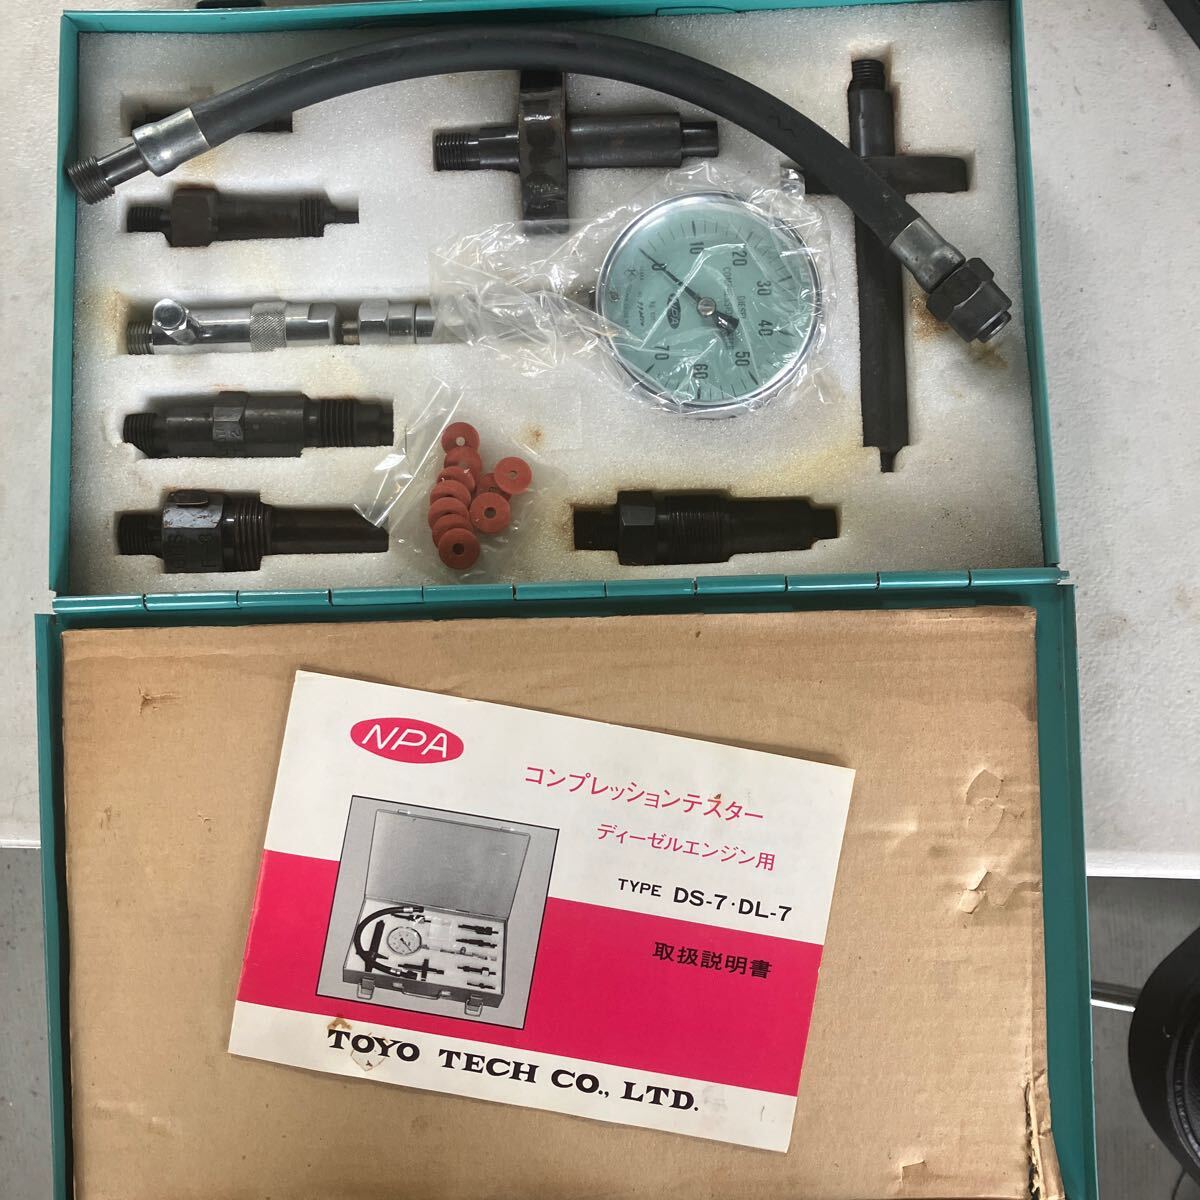 0
10
20
30
40
50
60
70
NPA
NPA
コンプレッションテスター
ディーゼルエンジン用
TYPE DS-7・DL-7
取扱説明書
TOYO TECH CO., LTD.